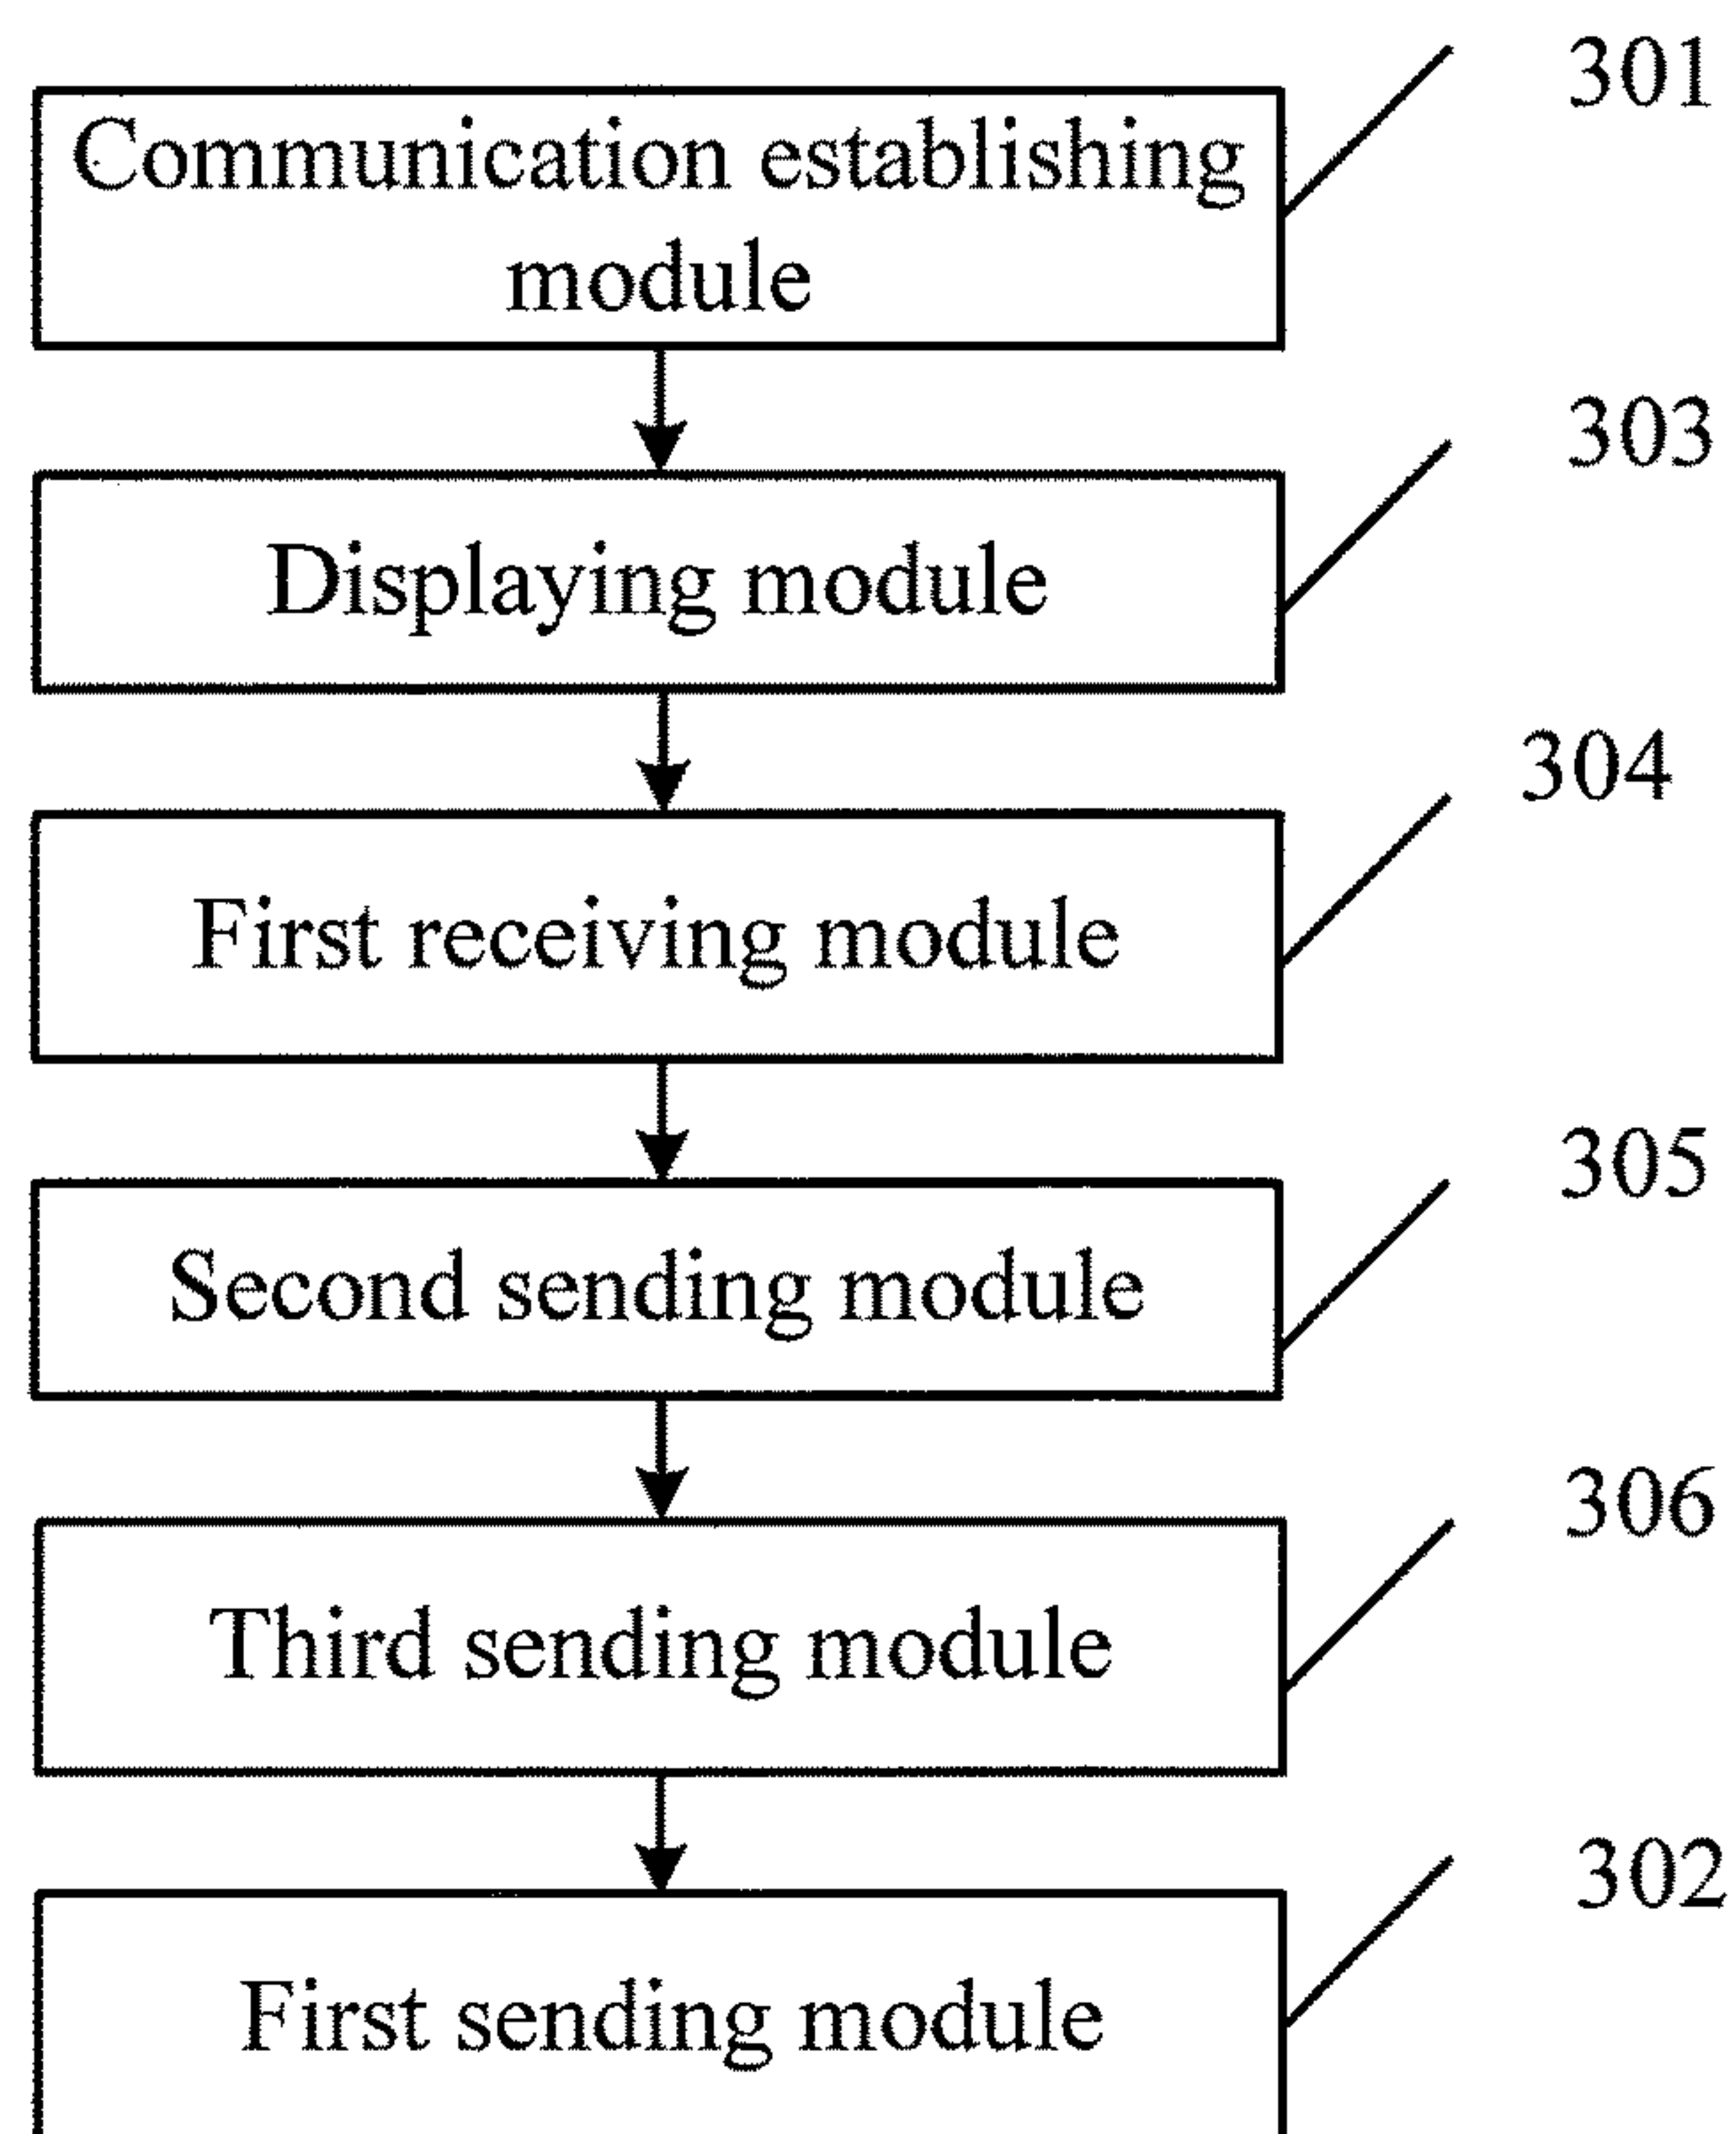 301
Communication establishing
module
303
Displaying module
304
First receiving module
305
Second sending module
306
Third sending module
302
First sending module